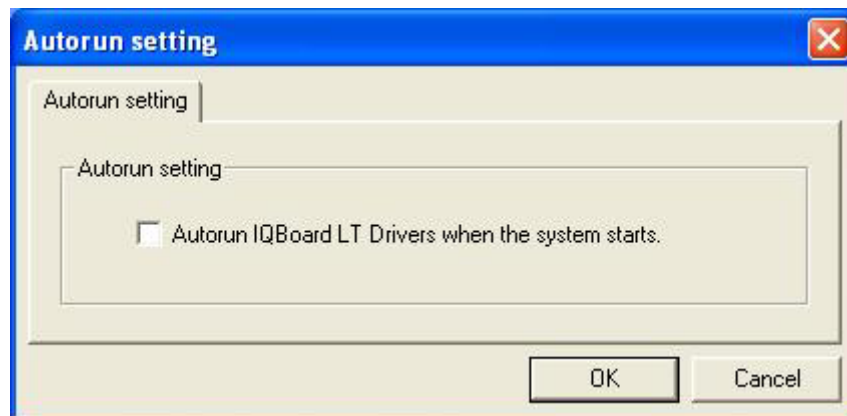 Autorun setting
Autorun setting
Autorun setting
Autorun IQBoard LT Drivers when the system starts.
OK Cancel